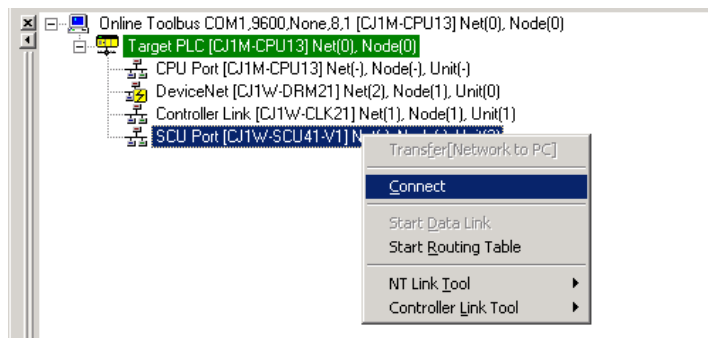 Online Toolbus COM1,9600,None,8,1 [CJ1M-CPU13] Net(0), Node(0)
Target PLC [CJ1M-CPU13] Net(0), Node(0)
CPU Port [CJ1M-CPU13] Net(-), Node(-), Unit(-)
DeviceNet [CJ1W-DRM21] Net(2), Node(1), Unit(0)
Controller Link [CJ1W-CLK21] Net(1), Node(1), Unit(1)
SCU Port [CJ1W-SCU41-V1]
Transfer[Network to PC]
Connect
Start Data Link
Start Routing Table
NT Link Tool
Controller Link Tool